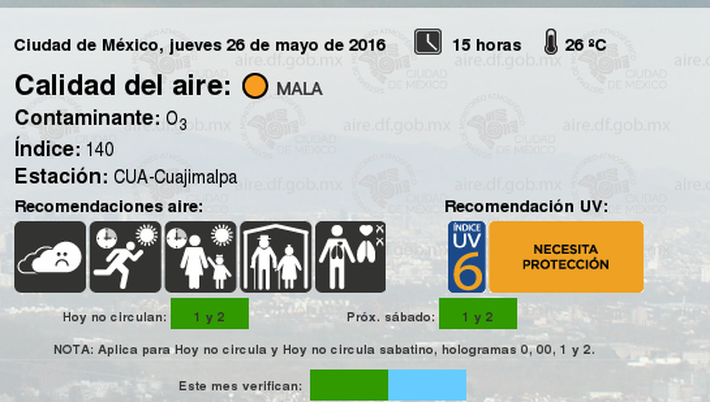 Ciudad de México, jueves 26 de mayo de 2016 15 horas 26 ºC
Calidad del aire: MALA
Contaminante: O3
Índice: 140
Estación: CUA-Cuajimalpa
Recomendaciones aire: Recomendación UV:
ÍNDICE
UV
6
NECESITA
PROTECCIÓN
Hoy no circulan: 1 y 2 Próx. sábado: 1 y 2
NOTA: Aplica para Hoy no circula y Hoy no circula sabatino, hologramas 0, 00, 1 y 2.
Este mes verifican:
aire.df.gob.mx
CIUDAD
DE MÉXICO